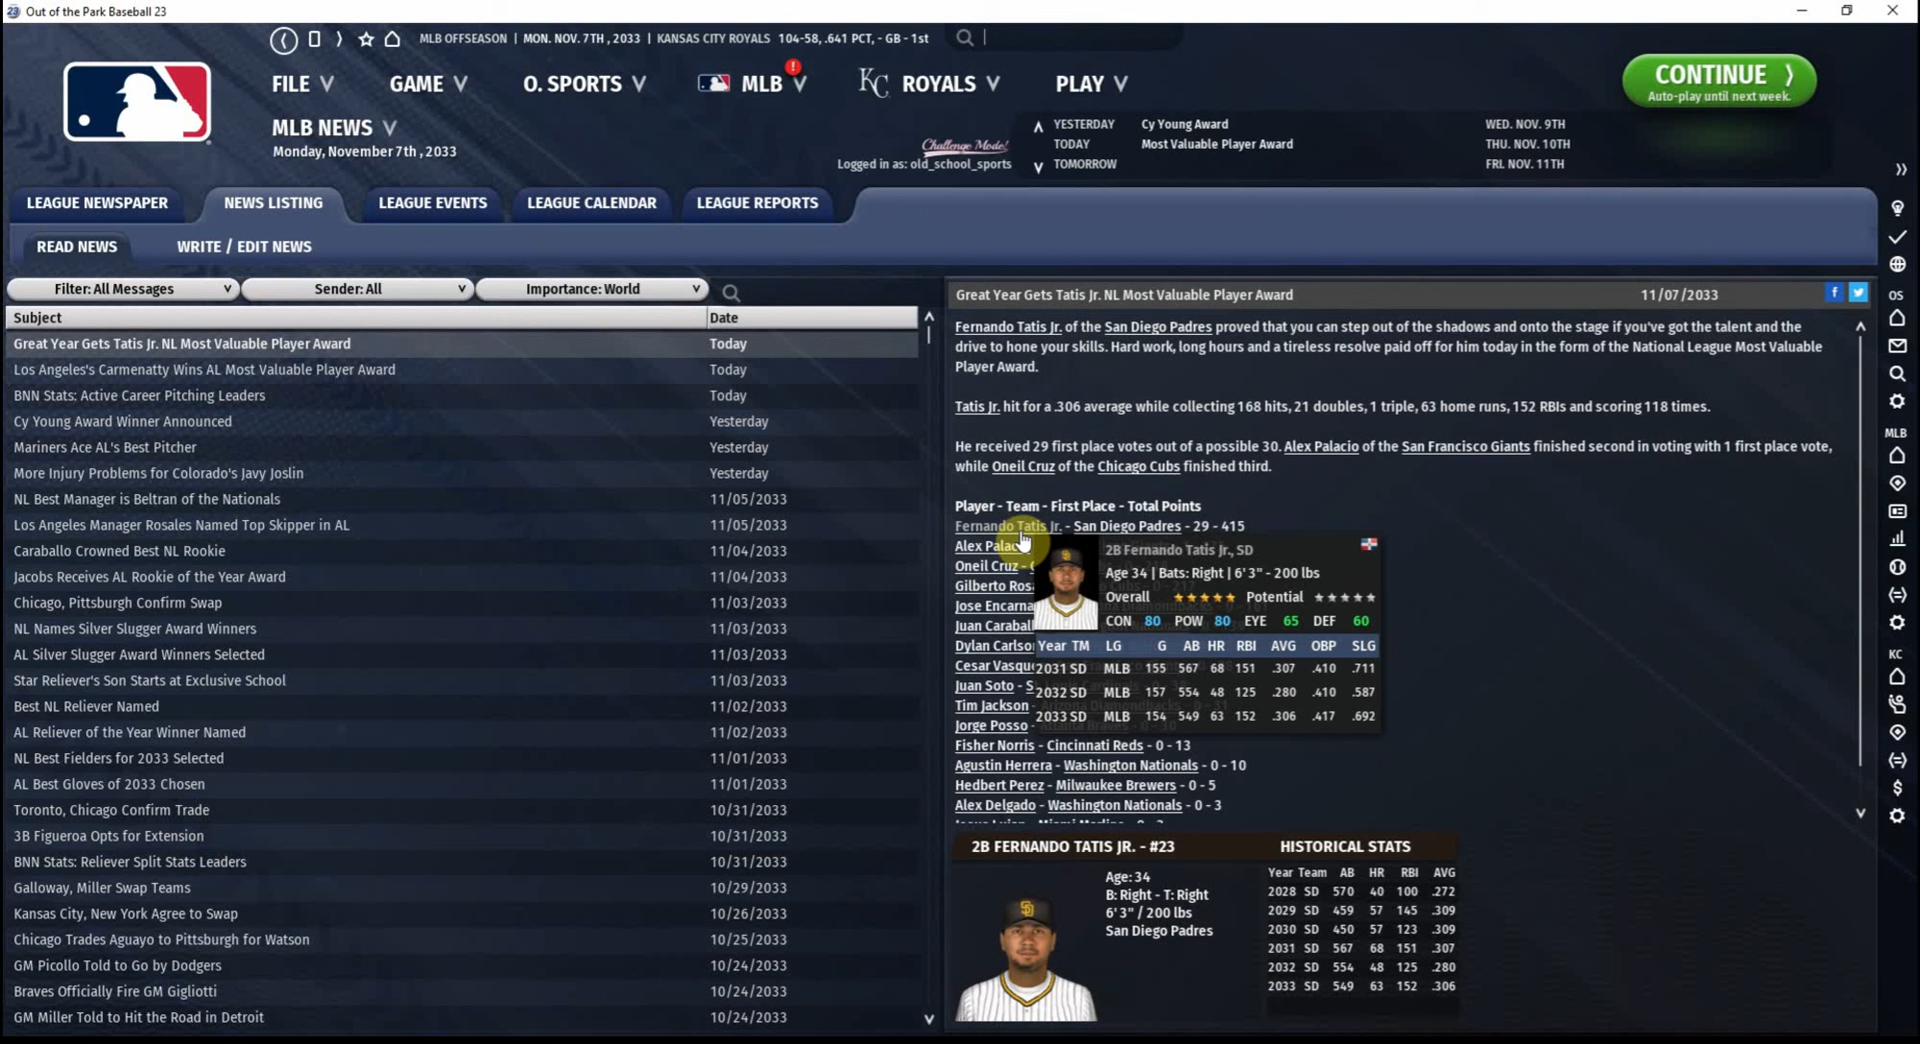 Out of the Park Baseball 23
MLB OFFSEASON | MON. NOV. 7TH , 2033 | KANSAS CITY ROYALS 104-58, .641 PCT, - GB - 1st
FILE GAME O. SPORTS MLB ! KC ROYALS PLAY
CONTINUE
Auto-play until next week.
MLB NEWS
Monday, November 7th , 2033
Challenge Mode!
Logged in as: old_school_sports
YESTERDAY Cy Young Award WED. NOV. 9TH
TODAY Most Valuable Player Award THU. NOV. 10TH
TOMORROW FRI. NOV. 11TH
LEAGUE NEWSPAPER NEWS LISTING LEAGUE EVENTS LEAGUE CALENDAR LEAGUE REPORTS
READ NEWS WRITE / EDIT NEWS
Filter: All Messages Sender: All Importance: World
Subject Date
Great Year Gets Tatis Jr. NL Most Valuable Player Award Today
Los Angeles's Carmenatty Wins AL Most Valuable Player Award Today
BNN Stats: Active Career Pitching Leaders Today
Cy Young Award Winner Announced Yesterday
Mariners Ace AL's Best Pitcher Yesterday
More Injury Problems for Colorado's Javy Joslin Yesterday
NL Best Manager is Beltran of the Nationals 11/05/2033
Los Angeles Manager Rosales Named Top Skipper in AL 11/05/2033
Caraballo Crowned Best NL Rookie 11/04/2033
Jacobs Receives AL Rookie of the Year Award 11/04/2033
Chicago, Pittsburgh Confirm Swap 11/03/2033
NL Names Silver Slugger Award Winners 11/03/2033
AL Silver Slugger Award Winners Selected 11/03/2033
Star Reliever's Son Starts at Exclusive School 11/03/2033
Best NL Reliever Named 11/02/2033
AL Reliever of the Year Winner Named 11/02/2033
NL Best Fielders for 2033 Selected 11/01/2033
AL Best Gloves of 2033 Chosen 11/01/2033
Toronto, Chicago Confirm Trade 10/31/2033
3B Figueroa Opts for Extension 10/31/2033
BNN Stats: Reliever Split Stats Leaders 10/31/2033
Galloway, Miller Swap Teams 10/29/2033
Kansas City, New York Agree to Swap 10/26/2033
Chicago Trades Aguayo to Pittsburgh for Watson 10/25/2033
GM Picollo Told to Go by Dodgers 10/24/2033
Braves Officially Fire GM Gigliotti 10/24/2033
GM Miller Told to Hit the Road in Detroit 10/24/2033
Great Year Gets Tatis Jr. NL Most Valuable Player Award 11/07/2033
Fernando Tatis Jr. of the San Diego Padres proved that you can step out of the shadows and onto the stage if you've got the talent and the
drive to hone your skills. Hard work, long hours and a tireless resolve paid off for him today in the form of the National League Most Valuable
Player Award.
Tatis Jr. hit for a .306 average while collecting 168 hits, 21 doubles, 1 triple, 63 home runs, 152 RBIs and scoring 118 times.
He received 29 first place votes out of a possible 30. Alex Palacio of the San Francisco Giants finished second in voting with 1 first place vote,
while Oneil Cruz of the Chicago Cubs finished third.
Player - Team - First Place - Total Points
Fernando Tatis Jr. - San Diego Padres - 29 - 415
Alex Palac
Oneil Cruz -
Gilberto Rosa
Jose Encarna
Juan Caraball
Dylan Carlso
Cesar Vasque
Juan Soto - S
Tim Jackson - Arizona Diamondbacks - 0 - 31
Jorge Posso -
Fisher Norris - Cincinnati Reds - 0 - 13
Agustin Herrera - Washington Nationals - 0 - 10
Hedbert Perez - Milwaukee Brewers - 0 - 5
Alex Delgado - Washington Nationals - 0 - 3
2B Fernando Tatis Jr., SD
Age 34 | Bats: Right | 6' 3" - 200 lbs
Overall ★★★★★ Potential ★★★★★
CON 80 POW 80 EYE 65 DEF 60
Year TM LG G AB HR RBI AVG OBP SLG
2031 SD MLB 155 567 68 151 .307 .410 .711
2032 SD MLB 157 554 48 125 .280 .410 .587
2033 SD MLB 154 549 63 152 .306 .417 .692
2B FERNANDO TATIS JR. - #23
Age: 34
B: Right - T: Right
6' 3" / 200 lbs
San Diego Padres
HISTORICAL STATS
Year Team AB HR RBI AVG
2028 SD 570 40 100 .272
2029 SD 459 57 145 .309
2030 SD 450 57 123 .309
2031 SD 567 68 151 .307
2032 SD 554 48 125 .280
2033 SD 549 63 152 .306
OS
MLB
KC